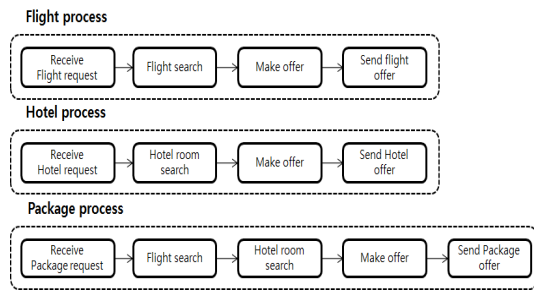 Flight process
Receive
Flight request
Flight search
Make offer
Send flight
offer
Hotel process
Receive
Hotel request
Hotel room
search
Make offer
Send Hotel
offer
Package process
Receive
Package request
Flight search
Hotel room
search
Make offer
Send Package
offer